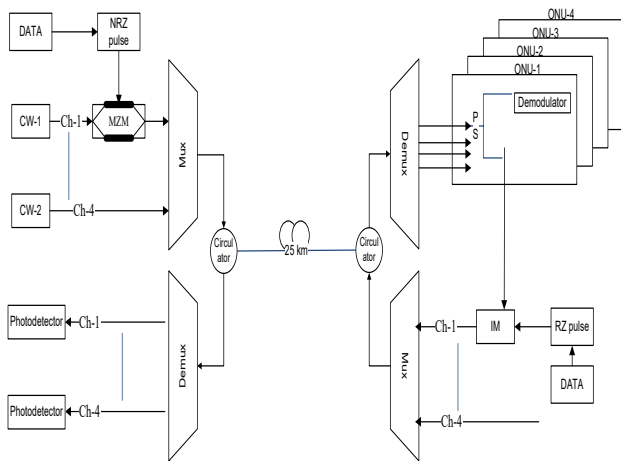 DATA
NRZ
pulse
CW-1
Ch-1
MZM
Mux
CW-2
Ch-4
Circul
ator
25 km
Circul
ator
Demux
P
S
ONU-4
ONU-3
ONU-2
ONU-1
Demodulator
Photodetector
Ch-1
Demux
Photodetector
Ch-4
Mux
Ch-1
IM
RZ pulse
DATA
Ch-4